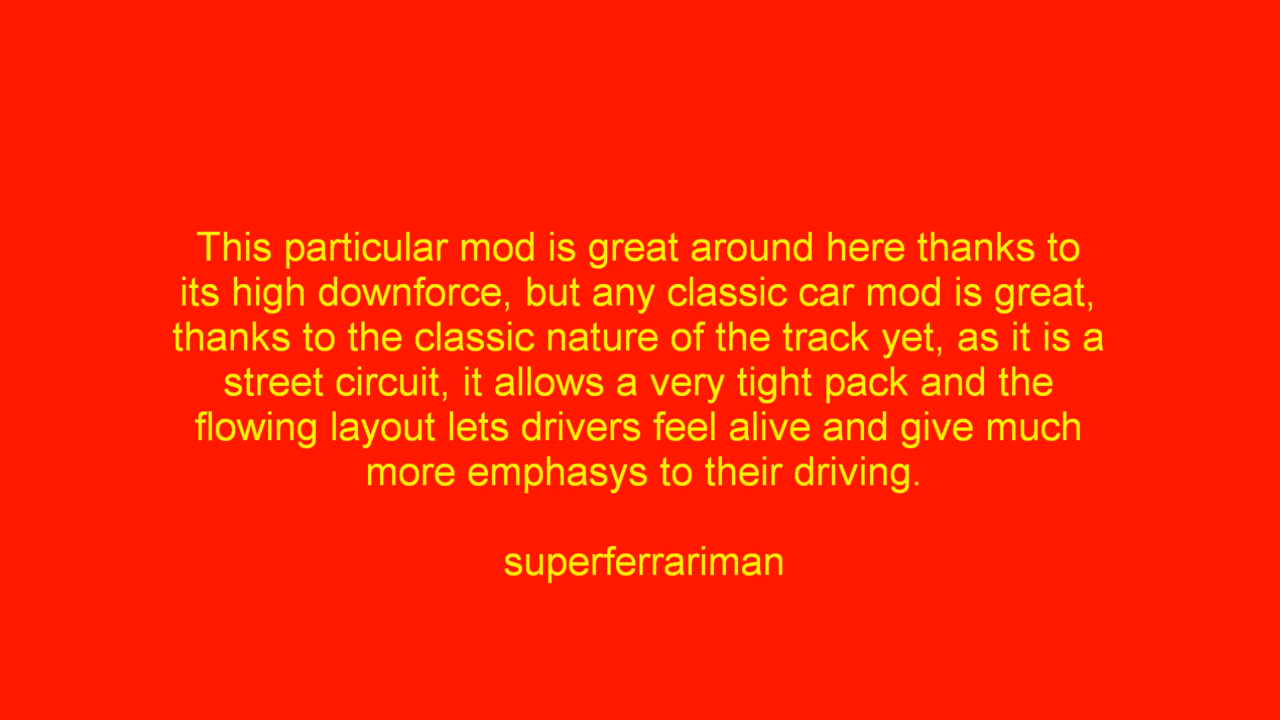 This particular mod is great around here thanks to
its high downforce, but any classic car mod is great,
thanks to the classic nature of the track yet, as it is a
street circuit, it allows a very tight pack and the
flowing layout lets drivers feel alive and give much
more emphasys to their driving.
superferrariman